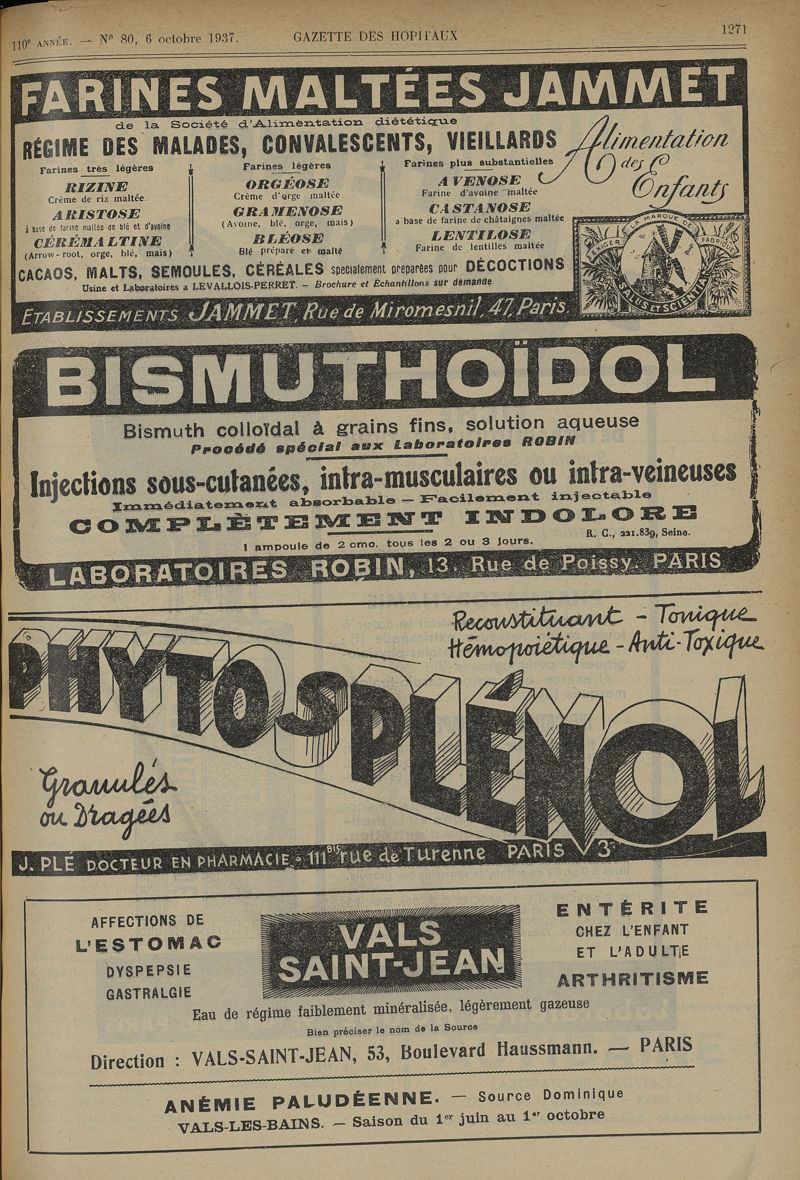 110e ANNÉE. — No 80, 6 octobre 1937. GAZETTE DES HOPITAUX 1271
FARINES MALTÉES JAMMET
de la Société d'Alimentation diététique
RÉGIME DES MALADES, CONVALESCENTS, VIEILLARDS
Alimentation
des
Enfants
Farines très légères
RIZINE
Crème de riz maltée.
ARISTOSE
à base de farine maltée de blé et d'avoine
CÉRÉMALTINE
(Arrow-root, orge, blé, maïs)
Farines légères
ORGÉOSE
Crème d'orge maltée
GRAMENOSE
(Avoine, blé, orge, maïs)
BLÉOSE
Blé préparé et malté
Farines plus substantielles
AVENOSE
Farine d'avoine maltée
CASTANOSE
a base de farine de châtaignes maltée
LENTILOSE
Farine de lentilles maltée
EXIGER LA MARQUE DE FABRIQUE
SALUS ET SCIENTIA
CACAOS, MALTS, SEMOULES, CÉRÉALES specialement préparées pour DÉCOCTIONS
Usine et Laboratoires a LEVALLOIS-PERRET. — Brochure et Echantillons sur demande
ETABLISSEMENTS JAMMET, Rue de Miromesnil, 47, Paris.
BISMUTHOÏDOL
Bismuth colloïdal à grains fins, solution aqueuse
Procédé spécial aux Laboratoires ROBIN
Injections sous-cutanées, intra-musculaires ou intra-veineuses
Immédiatement absorbable — Facilement injectable
COMPLÈTEMENT INDOLORE
R. C., 221.839, Seine.
1 ampoule de 2 cmc. tous les 2 ou 3 jours.
LABORATOIRES ROBIN, 13, Rue de Poissy. PARIS
Reconstituant - Tonique
Hémopoiétique - Anti-Toxique
PHYTOSPLÉNOL
Granulés
ou Dragées
J. PLÉ DOCTEUR EN PHARMACIE - 111 BIS rue de Turenne PARIS 3e
AFFECTIONS DE
L'ESTOMAC
DYSPEPSIE
GASTRALGIE
VALS
SAINT-JEAN
ENTÉRITE
CHEZ L'ENFANT
ET L'ADULTE
ARTHRITISME
Eau de régime faiblement minéralisée, légèrement gazeuse
Bien préciser le nom de la Source
Direction : VALS-SAINT-JEAN, 53, Boulevard Haussmann. — PARIS
ANÉMIE PALUDÉENNE. — Source Dominique
VALS-LES-BAINS. — Saison du 1er juin au 1er octobre